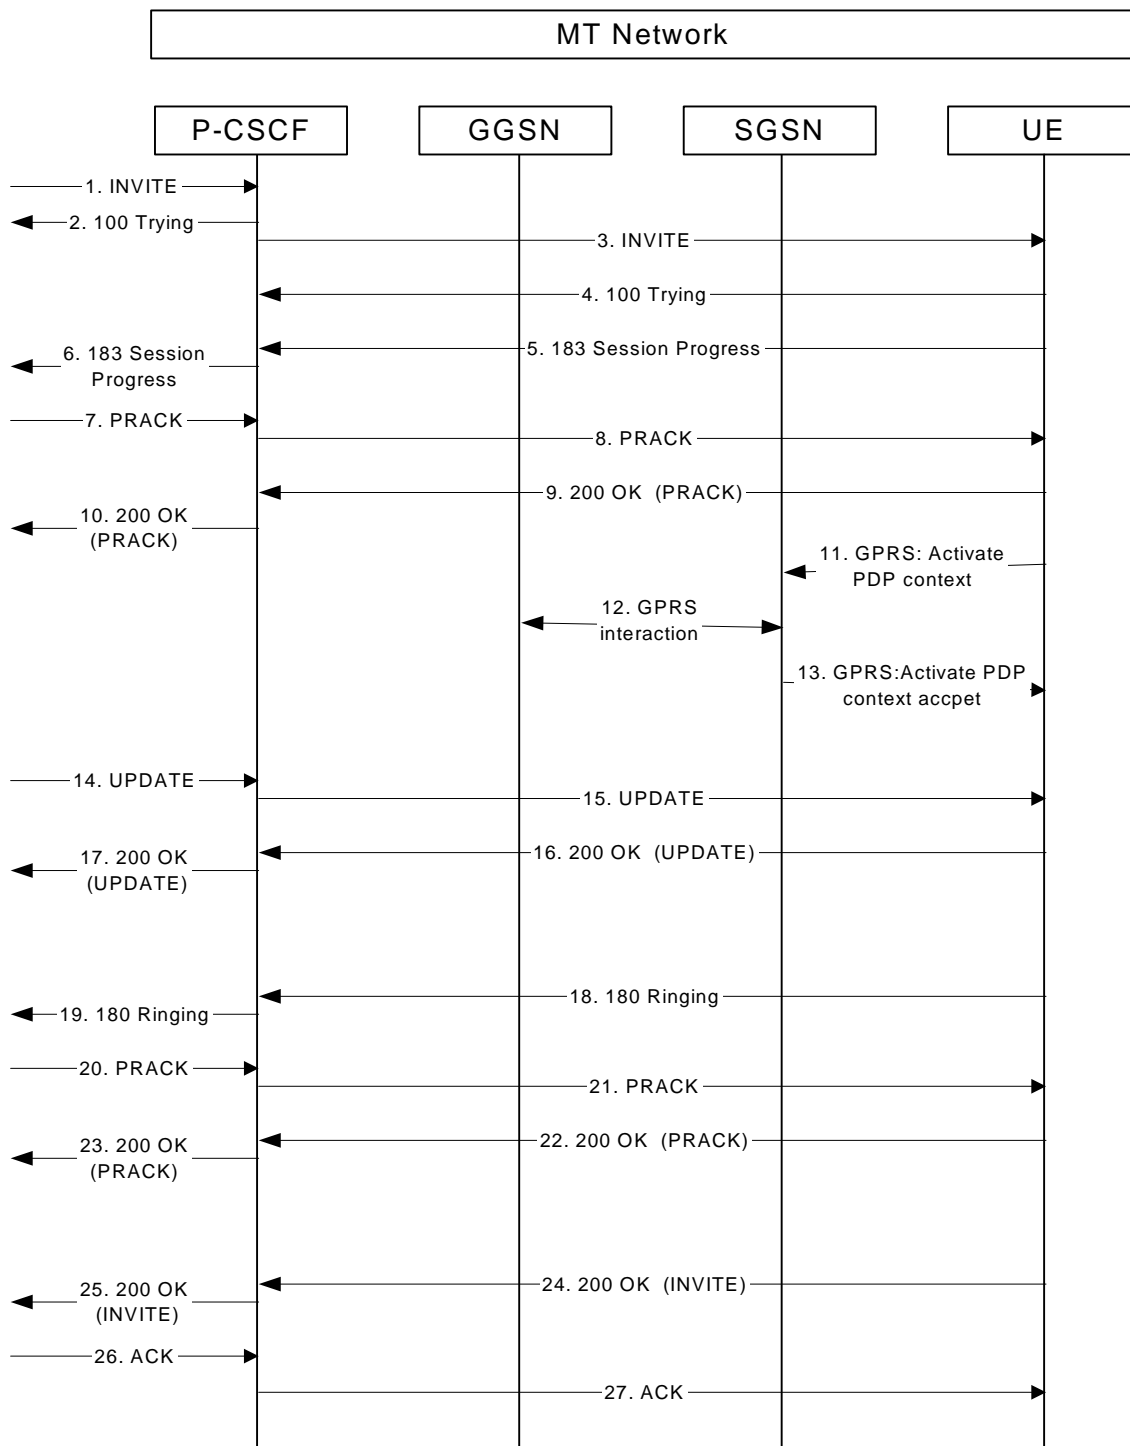 MT Network
P-CSCF
GGSN
SGSN
UE
1. INVITE
2. 100 Trying
3. INVITE
4. 100 Trying
5. 183 Session Progress
6. 183 Session
Progress
7. PRACK
8. PRACK
9. 200 OK (PRACK)
10. 200 OK
(PRACK)
11. GPRS: Activate
PDP context
12. GPRS
interaction
13. GPRS:Activate PDP
context accpet
14. UPDATE
15. UPDATE
16. 200 OK (UPDATE)
17. 200 OK
(UPDATE)
18. 180 Ringing
19. 180 Ringing
20. PRACK
21. PRACK
22. 200 OK (PRACK)
23. 200 OK
(PRACK)
24. 200 OK (INVITE)
25. 200 OK
(INVITE)
26. ACK
27. ACK